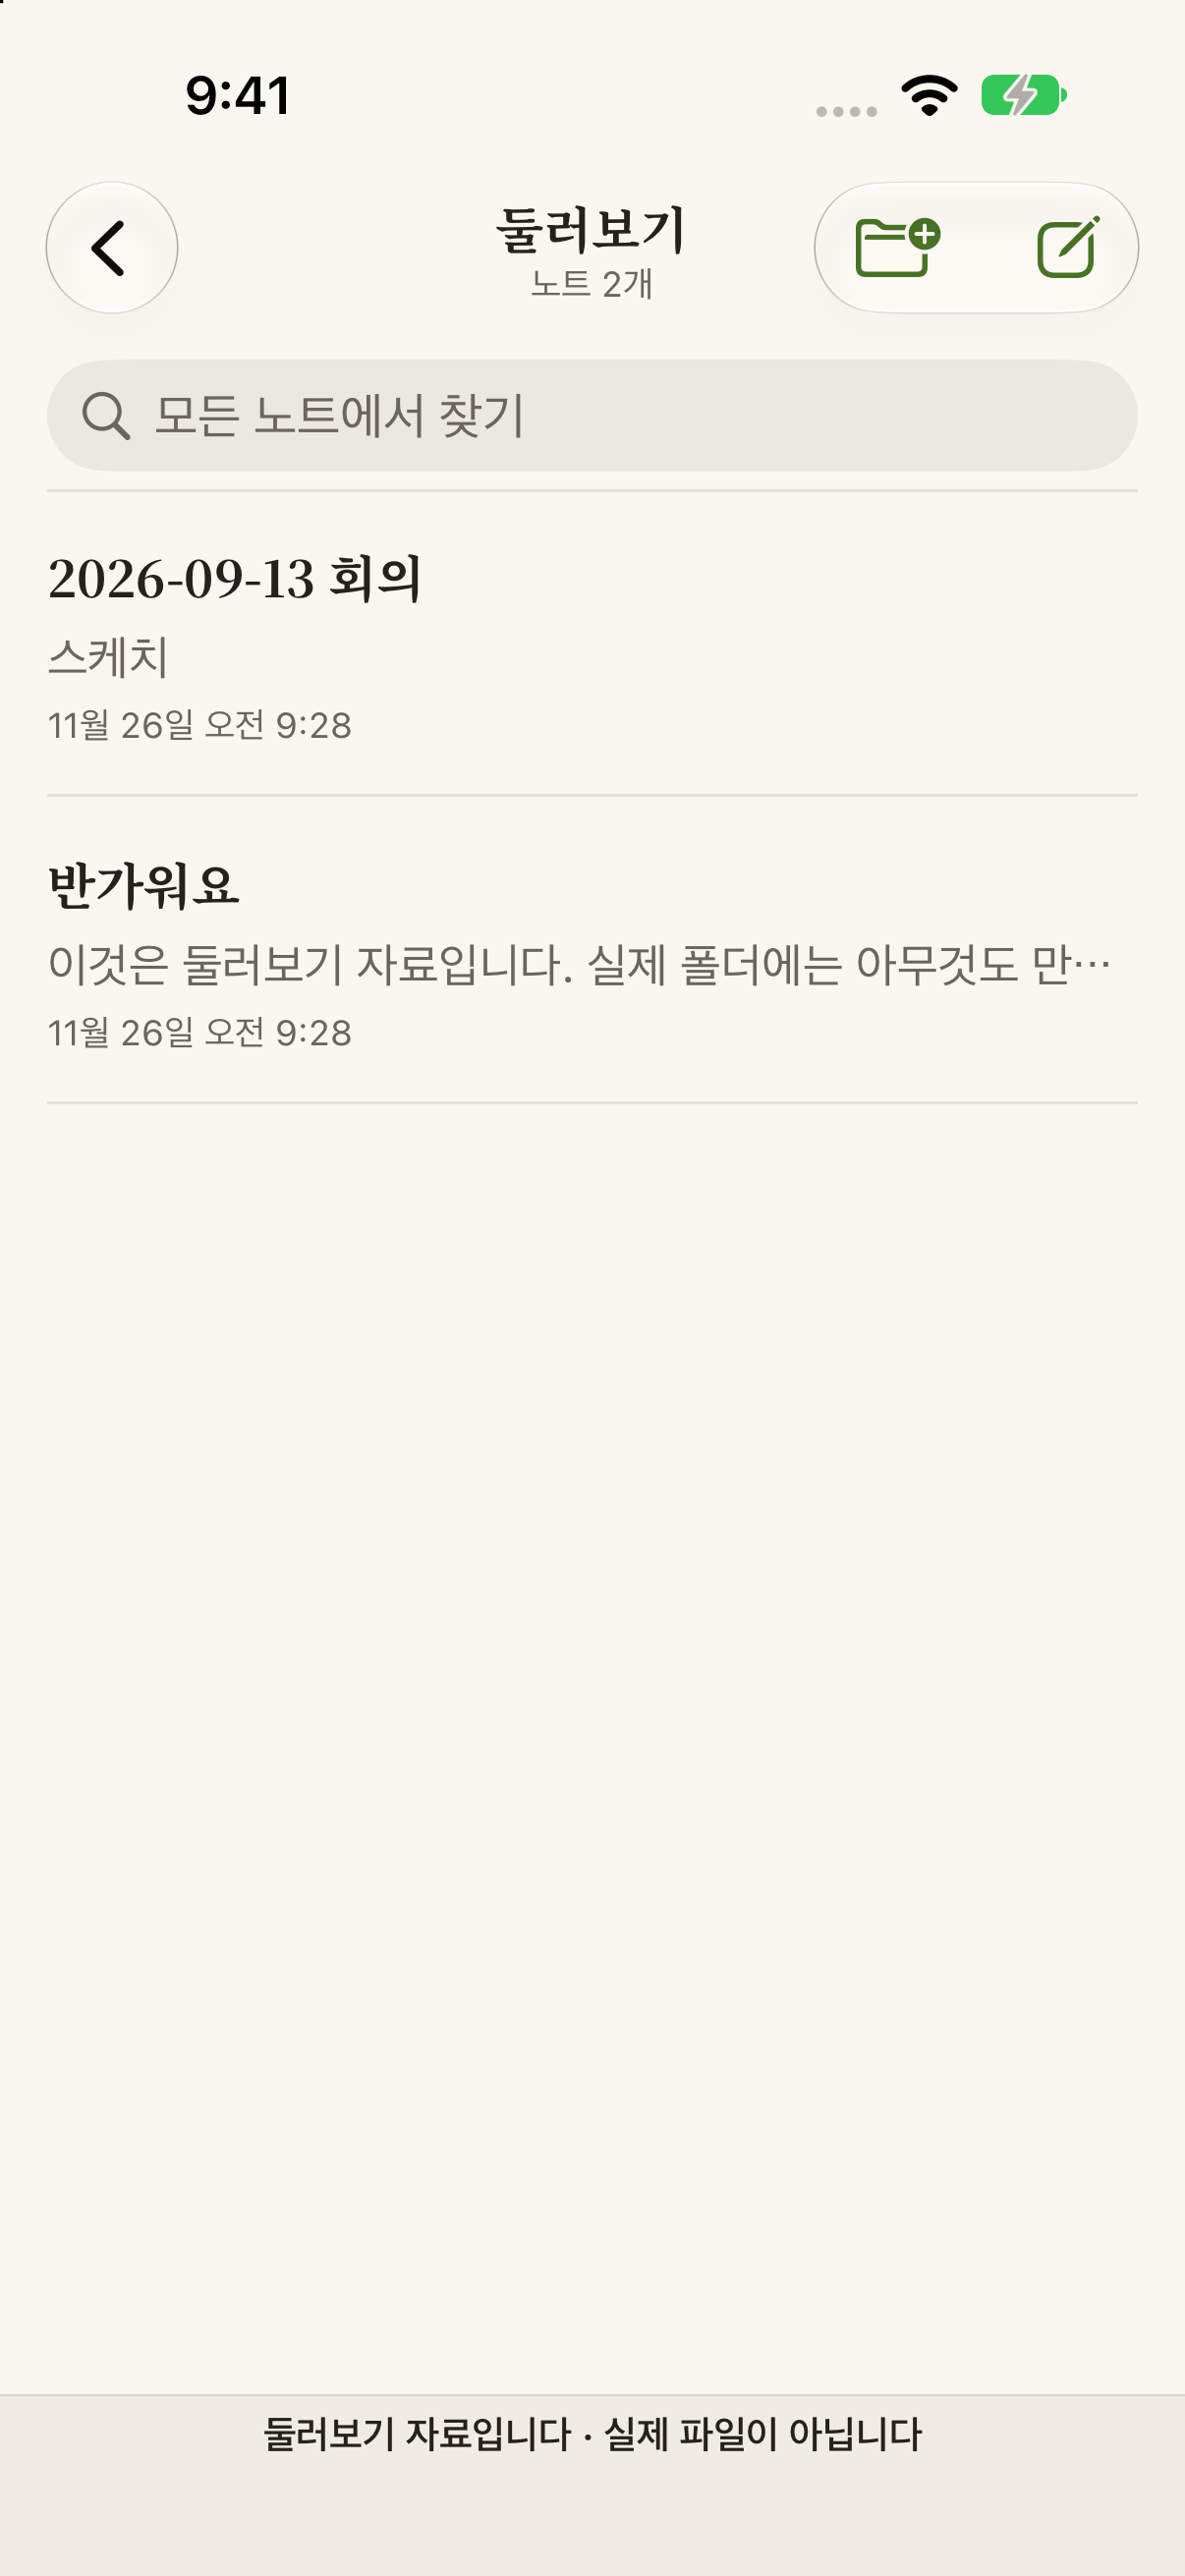 9:41
둘러보기
노트 2개
모든 노트에서 찾기
2026-09-13 회의
스케치
11월 26일 오전 9:28
반가워요
이것은 둘러보기 자료입니다. 실제 폴더에는 아무것도 만…
11월 26일 오전 9:28
둘러보기 자료입니다 · 실제 파일이 아닙니다